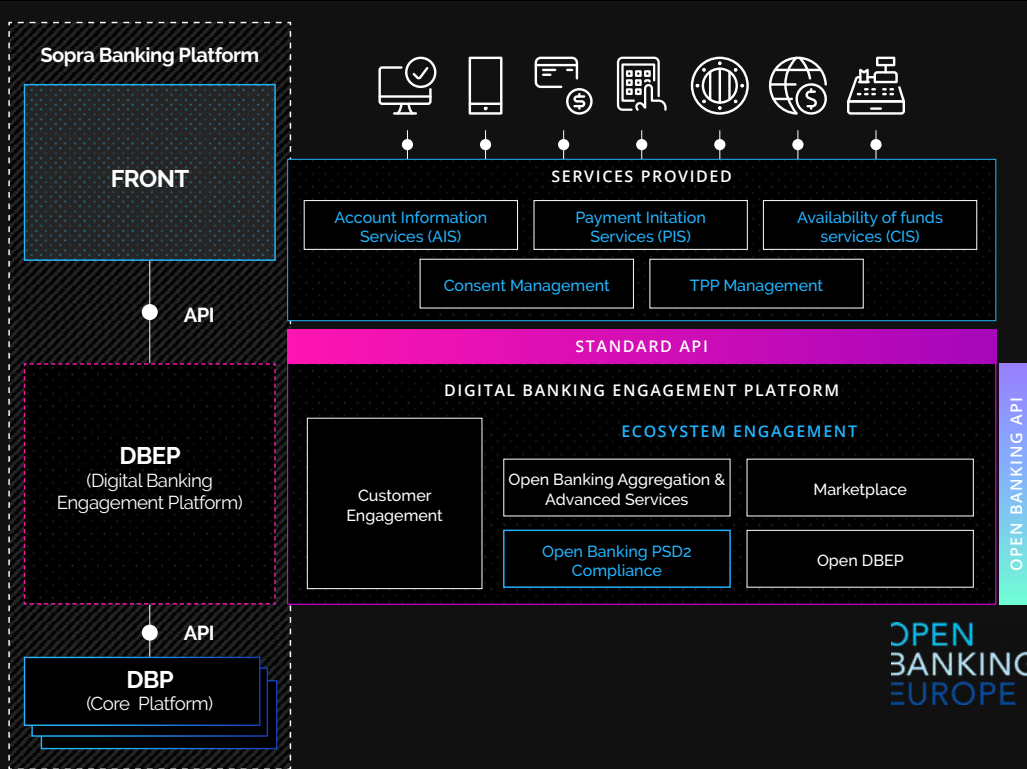 Sopra Banking Platform
FRONT
API
DBEP
(Digital Banking
Engagement Platform)
API
DBP
(Core Platform)
SERVICES PROVIDED
Account Information
Services (AIS)
Payment Initation
Services (PIS)
Availability of funds
services (CIS)
Consent Management
TPP Management
STANDARD API
DIGITAL BANKING ENGAGEMENT PLATFORM
Customer
Engagement
ECOSYSTEM ENGAGEMENT
Open Banking Aggregation &
Advanced Services
Marketplace
Open Banking PSD2
Compliance
Open DBEP
OPEN BANKING API
OPEN
BANKING
EUROPE